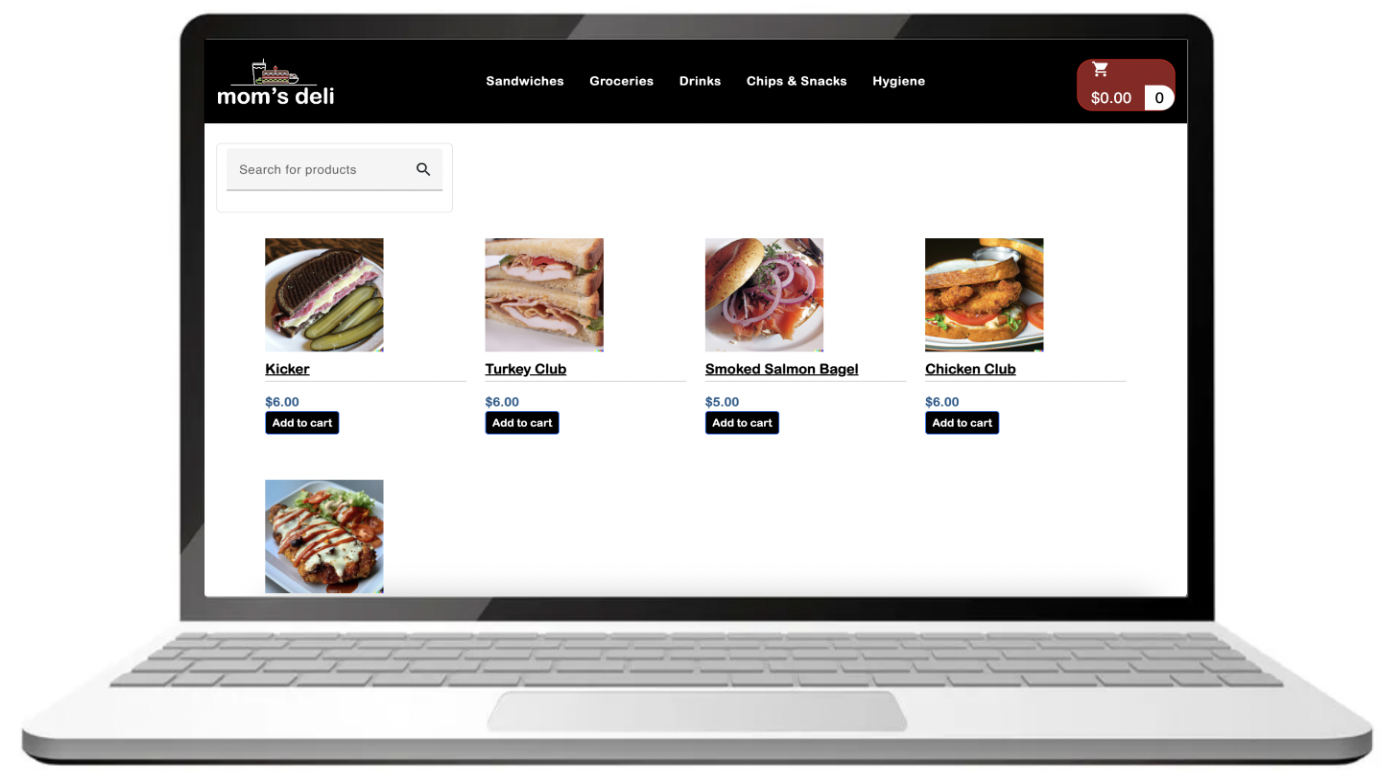 mom's deli
Sandwiches Groceries Drinks Chips & Snacks Hygiene
$0.00 0
Search for products
Kicker
$6.00
Add to cart
Turkey Club
$6.00
Add to cart
Smoked Salmon Bagel
$5.00
Add to cart
Chicken Club
$6.00
Add to cart